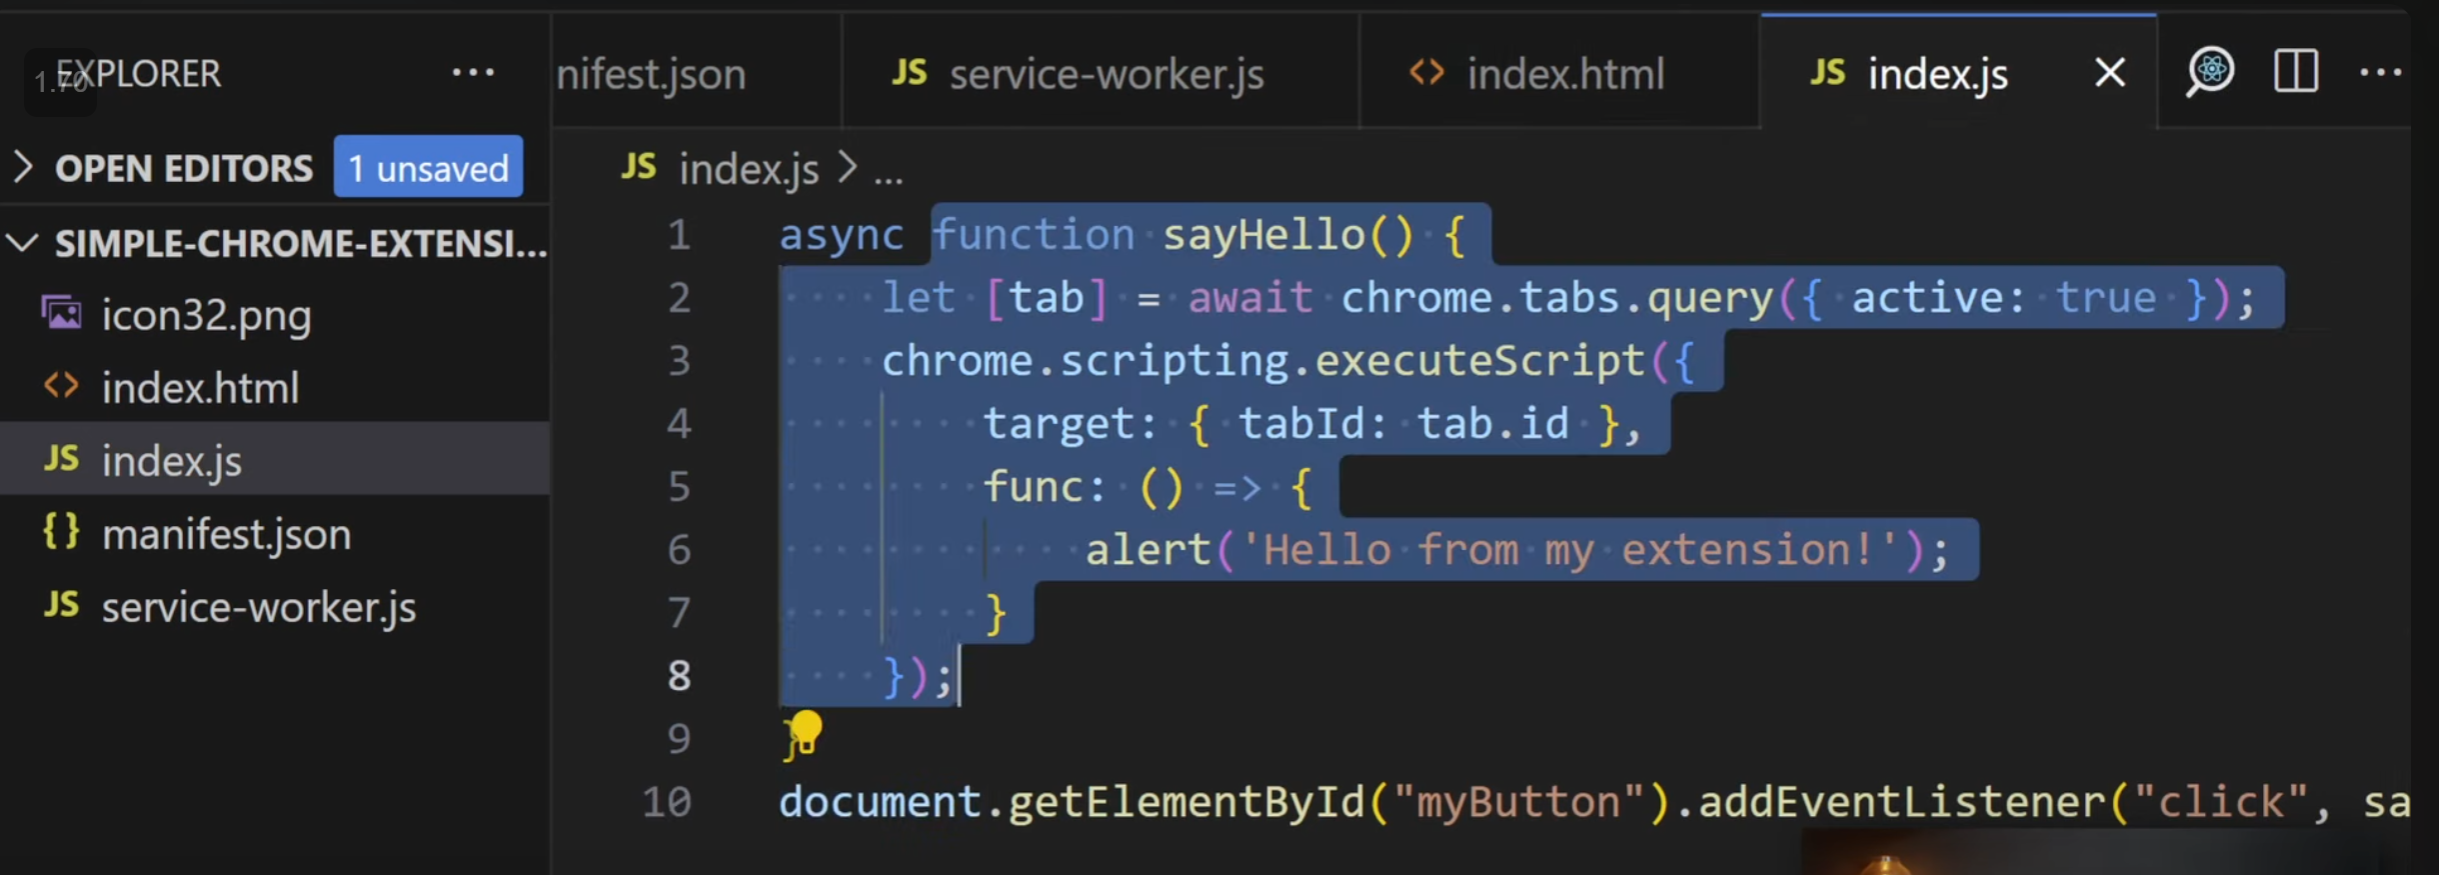 EXPLORER ...
1.70
nifest.json JS service-worker.js <> index.html JS index.js ...
OPEN EDITORS 1 unsaved
JS index.js > ...
SIMPLE-CHROME-EXTENSI...
icon32.png
<> index.html
JS index.js
{} manifest.json
JS service-worker.js
1 async function sayHello() {
2 let [tab] = await chrome.tabs.query({ active: true });
3 chrome.scripting.executeScript({
4 target: { tabId: tab.id },
5 func: () => {
6 alert('Hello from my extension!');
7 }
8 });
9 }
10 document.getElementById("myButton").addEventListener("click", sa